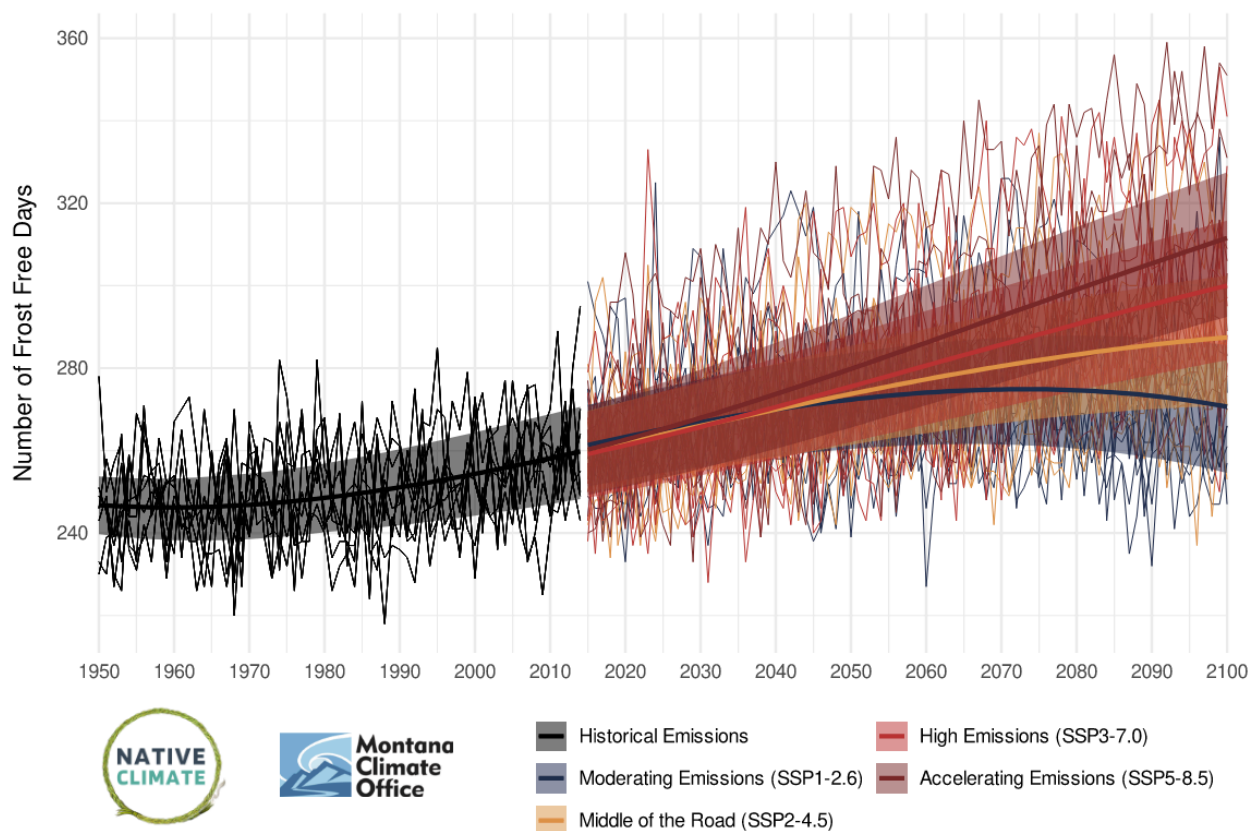 360
320
280
240
Number of Frost Free Days
1950 1960 1970 1980 1990 2000 2010 2020 2030 2040 2050 2060 2070 2080 2090 2100
NATIVE
CLIMATE
Montana
Climate
Office
Historical Emissions
Moderating Emissions (SSP1-2.6)
Middle of the Road (SSP2-4.5)
High Emissions (SSP3-7.0)
Accelerating Emissions (SSP5-8.5)